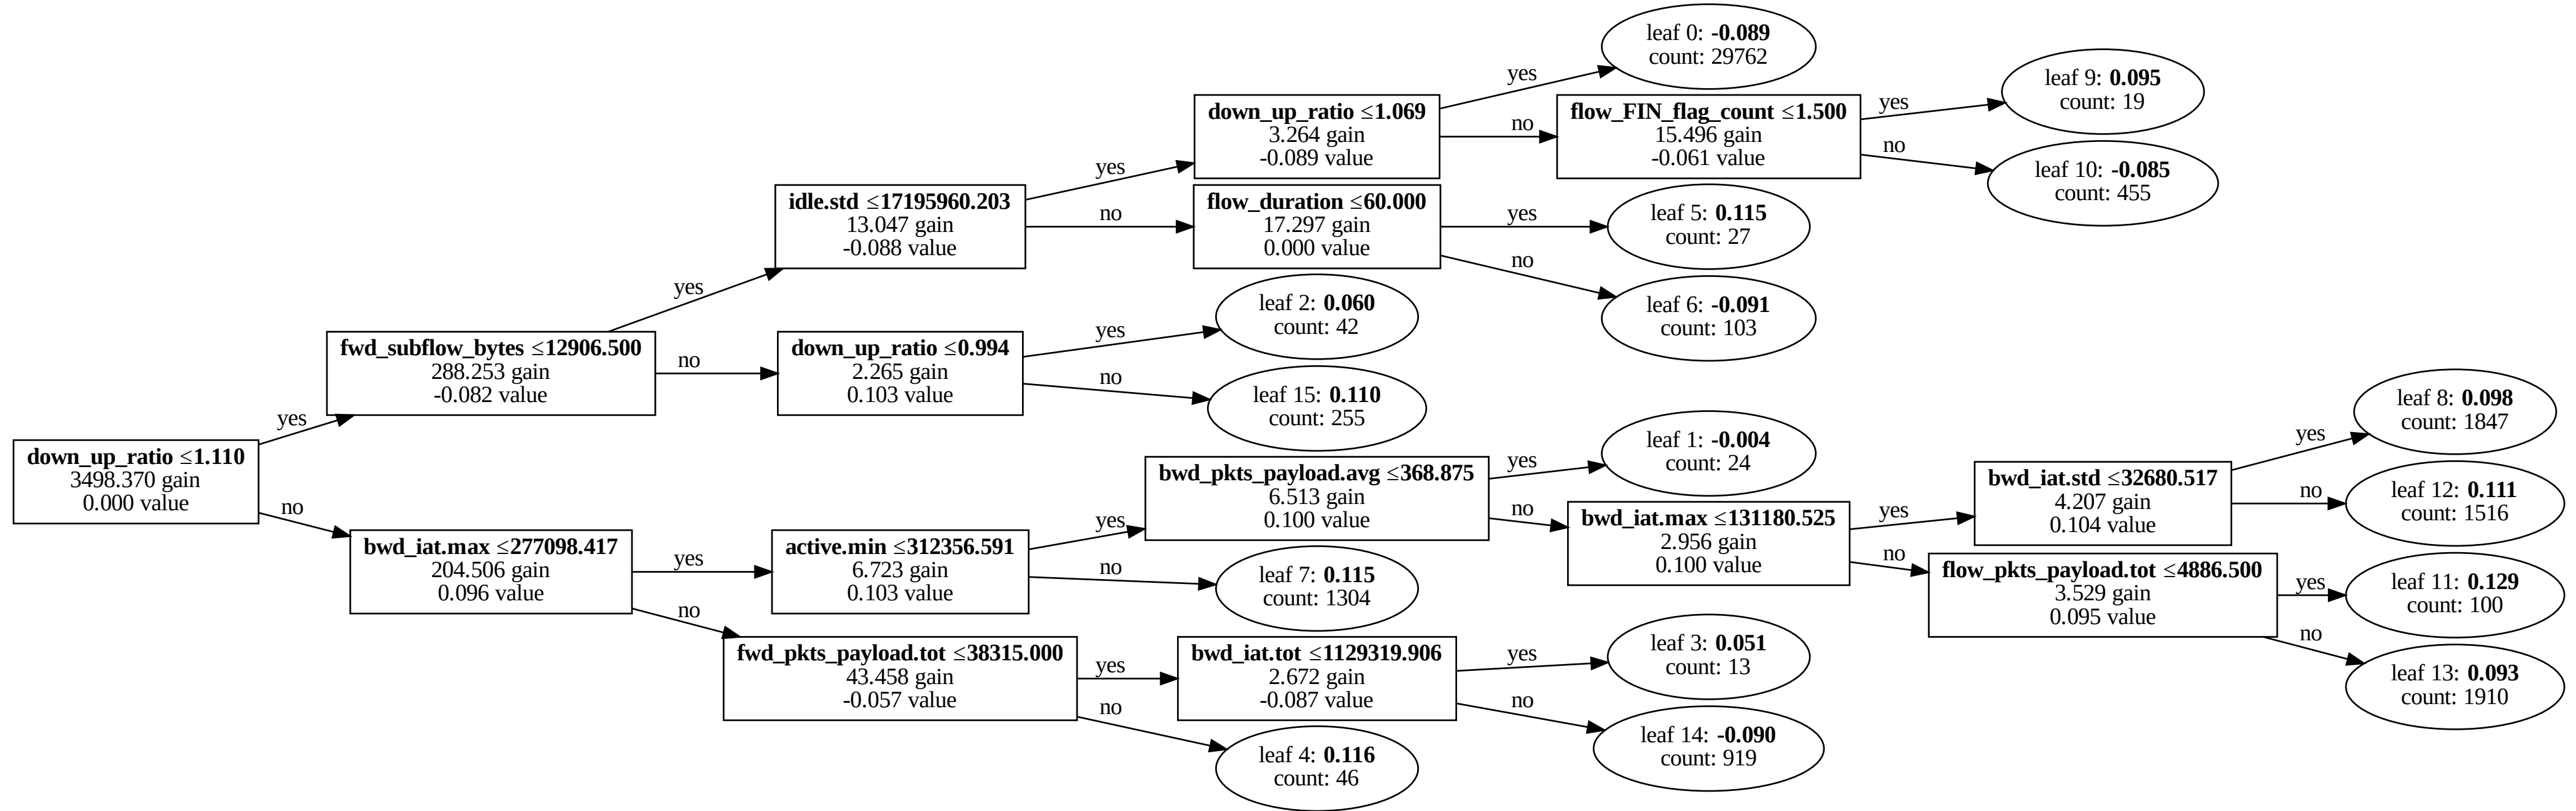 down_up_ratio ≤1.110
3498.370 gain
0.000 value
yes
no
fwd_subflow_bytes ≤12906.500
288.253 gain
-0.082 value
yes
no
idle.std ≤17195960.203
13.047 gain
-0.088 value
yes
no
down_up_ratio ≤1.069
3.264 gain
-0.089 value
yes
no
leaf 0: -0.089
count: 29762
flow_FIN_flag_count ≤1.500
15.496 gain
-0.061 value
yes
no
leaf 9: 0.095
count: 19
leaf 10: -0.085
count: 455
flow_duration ≤60.000
17.297 gain
0.000 value
yes
no
leaf 5: 0.115
count: 27
leaf 6: -0.091
count: 103
down_up_ratio ≤0.994
2.265 gain
0.103 value
yes
no
leaf 2: 0.060
count: 42
leaf 15: 0.110
count: 255
bwd_iat.max ≤277098.417
204.506 gain
0.096 value
yes
no
active.min ≤312356.591
6.723 gain
0.103 value
yes
no
bwd_pkts_payload.avg ≤368.875
6.513 gain
0.100 value
yes
no
leaf 1: -0.004
count: 24
bwd_iat.max ≤131180.525
2.956 gain
0.100 value
yes
no
bwd_iat.std ≤32680.517
4.207 gain
0.104 value
yes
no
leaf 8: 0.098
count: 1847
leaf 12: 0.111
count: 1516
flow_pkts_payload.tot ≤4886.500
3.529 gain
0.095 value
yes
no
leaf 11: 0.129
count: 100
leaf 13: 0.093
count: 1910
leaf 7: 0.115
count: 1304
fwd_pkts_payload.tot ≤38315.000
43.458 gain
-0.057 value
yes
no
bwd_iat.tot ≤1129319.906
2.672 gain
-0.087 value
yes
no
leaf 3: 0.051
count: 13
leaf 14: -0.090
count: 919
leaf 4: 0.116
count: 46